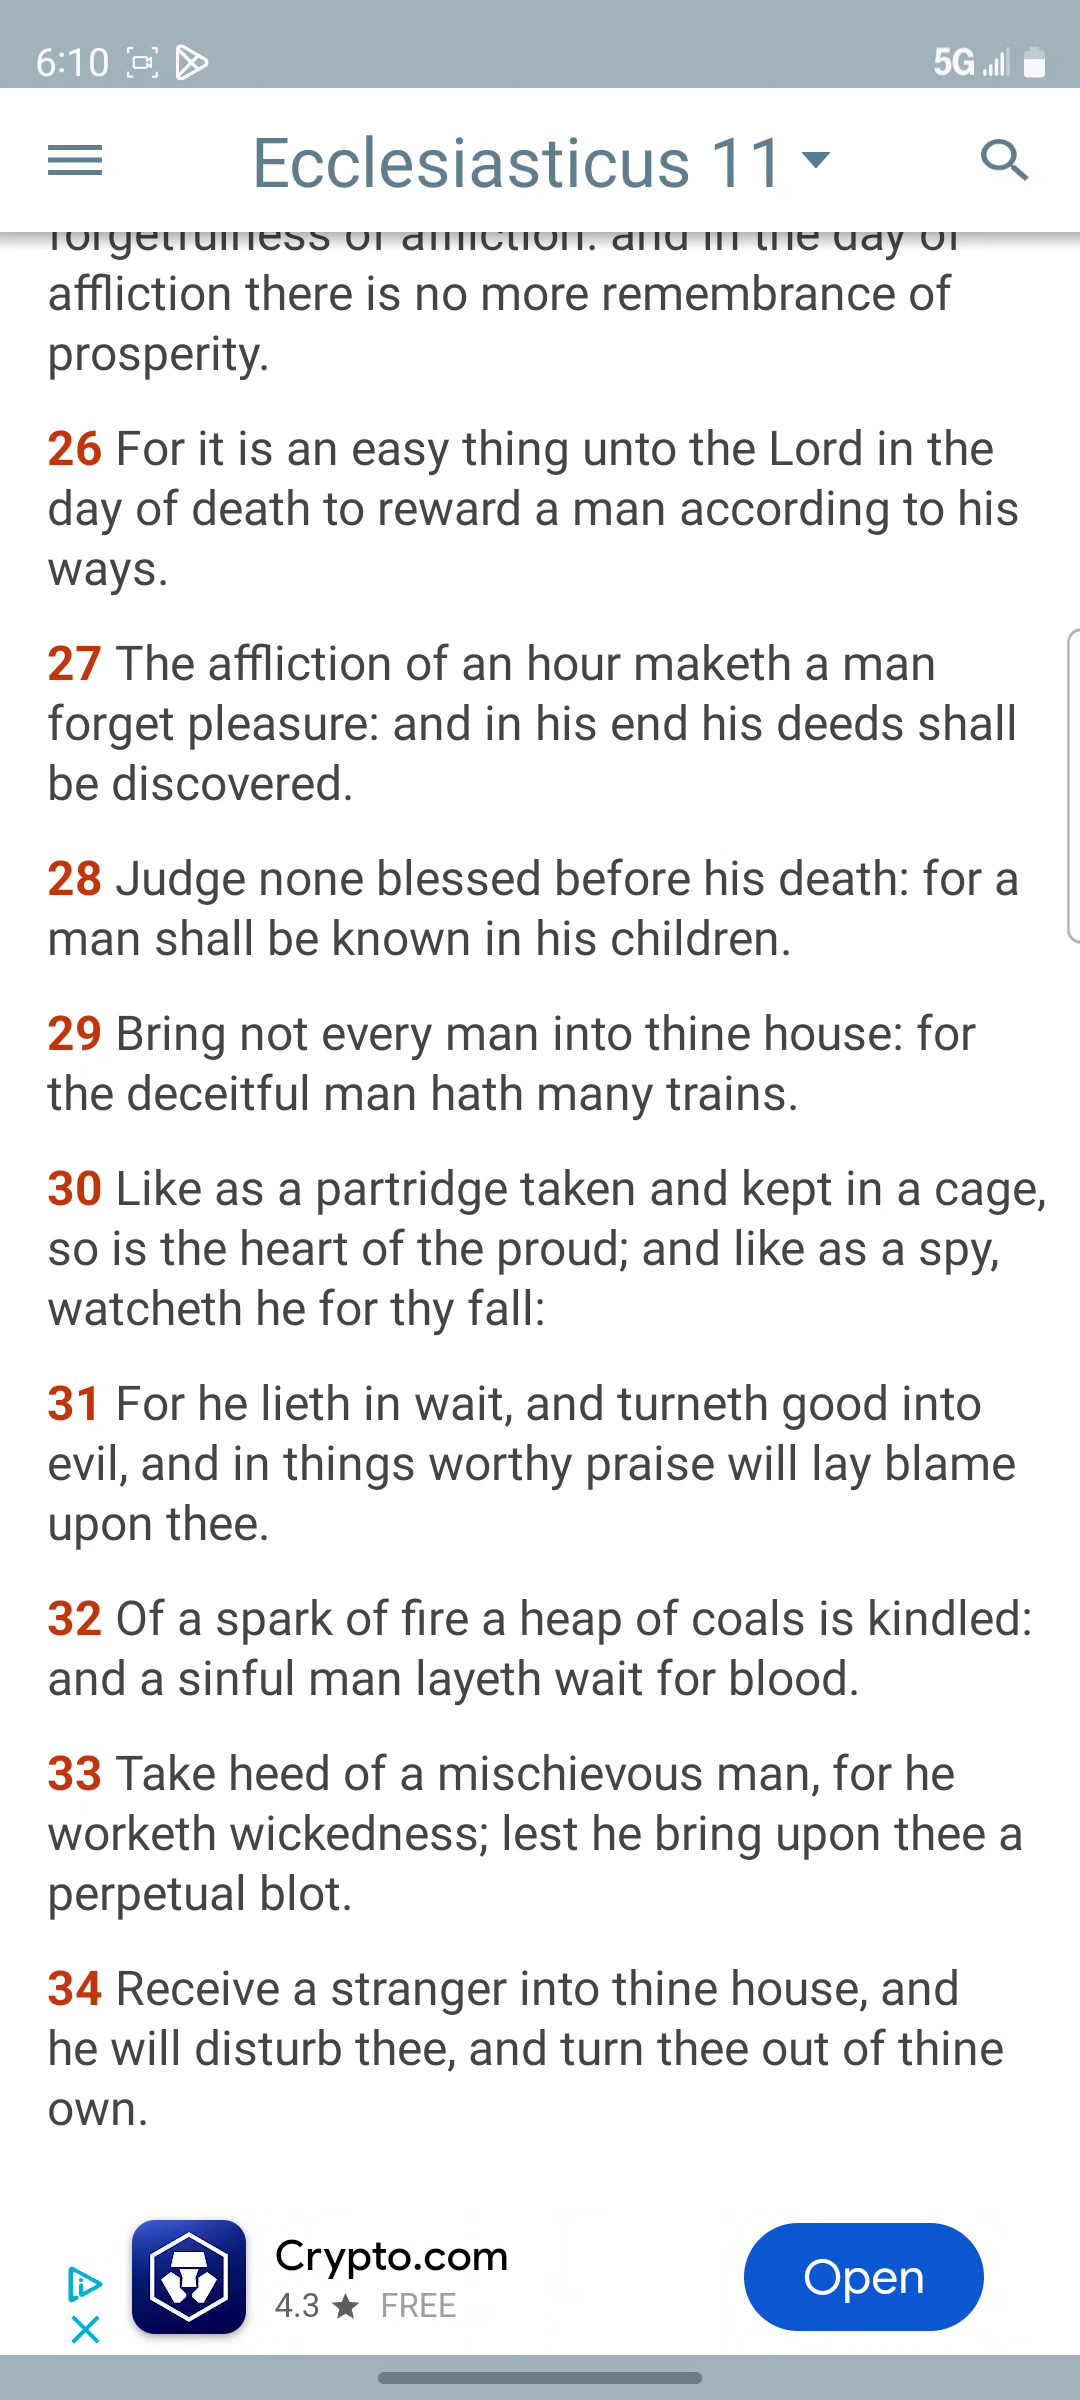 6:10
5G
Ecclesiasticus 11
forgetfulness of affliction: and in the day of
affliction there is no more remembrance of
prosperity.
26 For it is an easy thing unto the Lord in the
day of death to reward a man according to his
ways.
27 The affliction of an hour maketh a man
forget pleasure: and in his end his deeds shall
be discovered.
28 Judge none blessed before his death: for a
man shall be known in his children.
29 Bring not every man into thine house: for
the deceitful man hath many trains.
30 Like as a partridge taken and kept in a cage,
so is the heart of the proud; and like as a spy,
watcheth he for thy fall:
31 For he lieth in wait, and turneth good into
evil, and in things worthy praise will lay blame
upon thee.
32 Of a spark of fire a heap of coals is kindled:
and a sinful man layeth wait for blood.
33 Take heed of a mischievous man, for he
worketh wickedness; lest he bring upon thee a
perpetual blot.
34 Receive a stranger into thine house, and
he will disturb thee, and turn thee out of thine
own.
Crypto.com
4.3 ★ FREE
Open